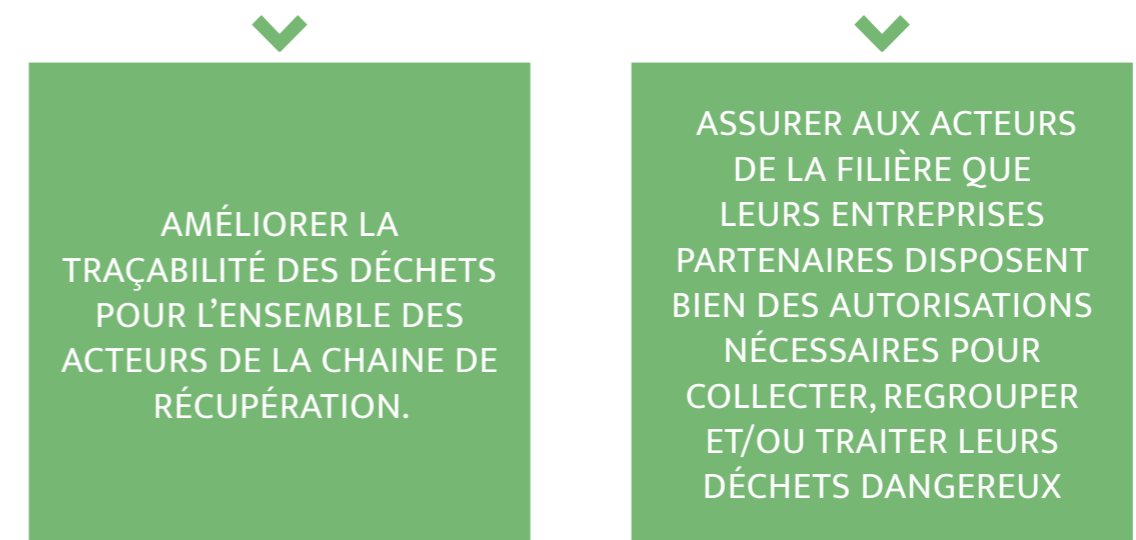 AMÉLIORER LA
TRAÇABILITÉ DES DÉCHETS
POUR L'ENSEMBLE DES
ACTEURS DE LA CHAINE DE
RÉCUPÉRATION.
ASSURER AUX ACTEURS
DE LA FILIÈRE QUE
LEURS ENTREPRISES
PARTENAIRES DISPOSENT
BIEN DES AUTORISATIONS
NÉCESSAIRES POUR
COLLECTER, REGROUPER
ET/OU TRAITER LEURS
DÉCHETS DANGEREUX